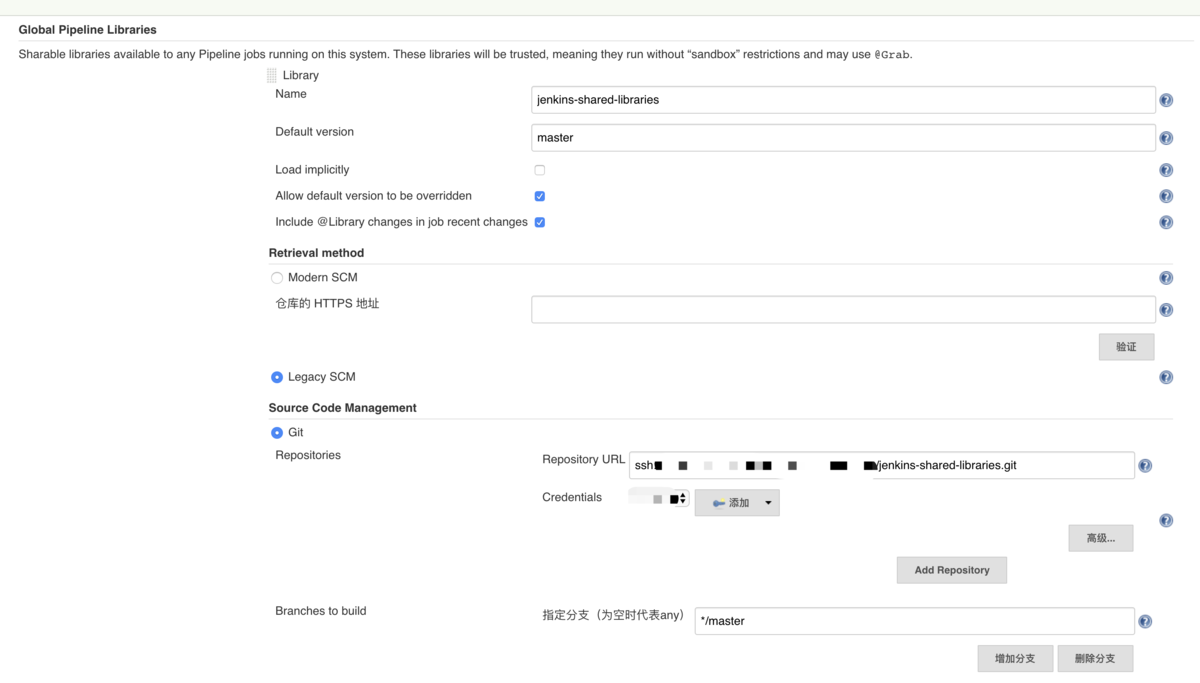 Global Pipeline Libraries
Sharable libraries available to any Pipeline jobs running on this system. These libraries will be trusted, meaning they run without “sandbox” restrictions and may use @Grab.
Library
Name
jenkins-shared-libraries
Default version
master
Load implicitly
Allow default version to be overridden
Include @Library changes in job recent changes
Retrieval method
Modern SCM
仓库的 HTTPS 地址
验证
Legacy SCM
Source Code Management
Git
Repositories
Repository URL
ssh /jenkins-shared-libraries.git
Credentials
添加
高级...
Add Repository
Branches to build
指定分支（为空时代表any）
*/master
增加分支
删除分支